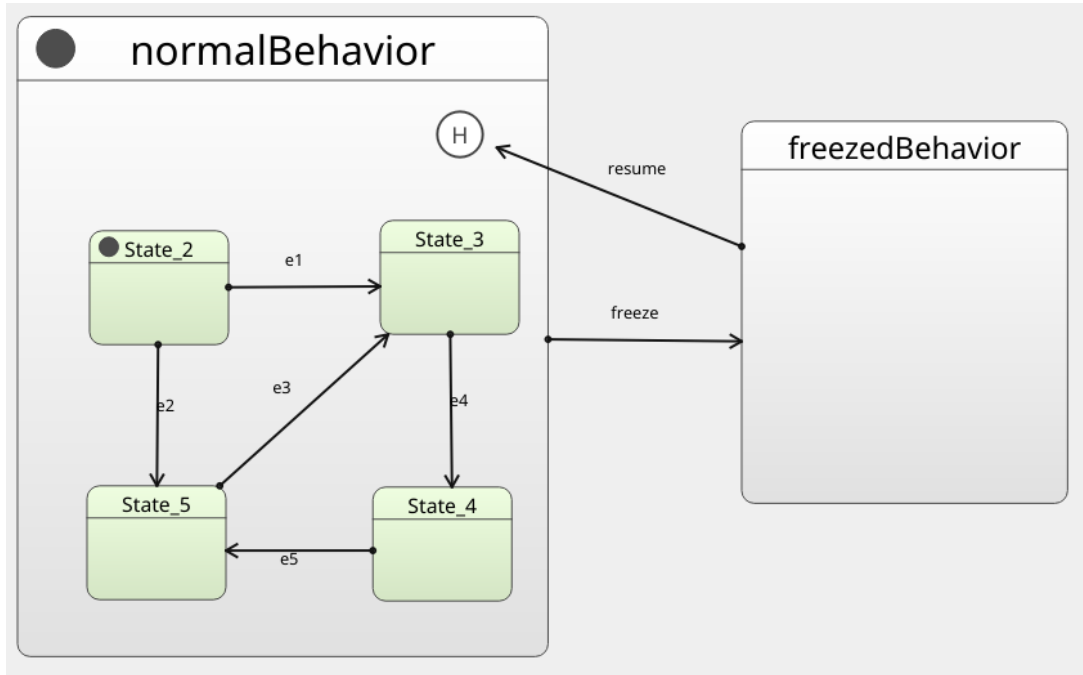 normalBehavior
H
freezedBehavior
resume
State_2
State_3
e1
freeze
e3
e2
e4
State_5
State_4
e5